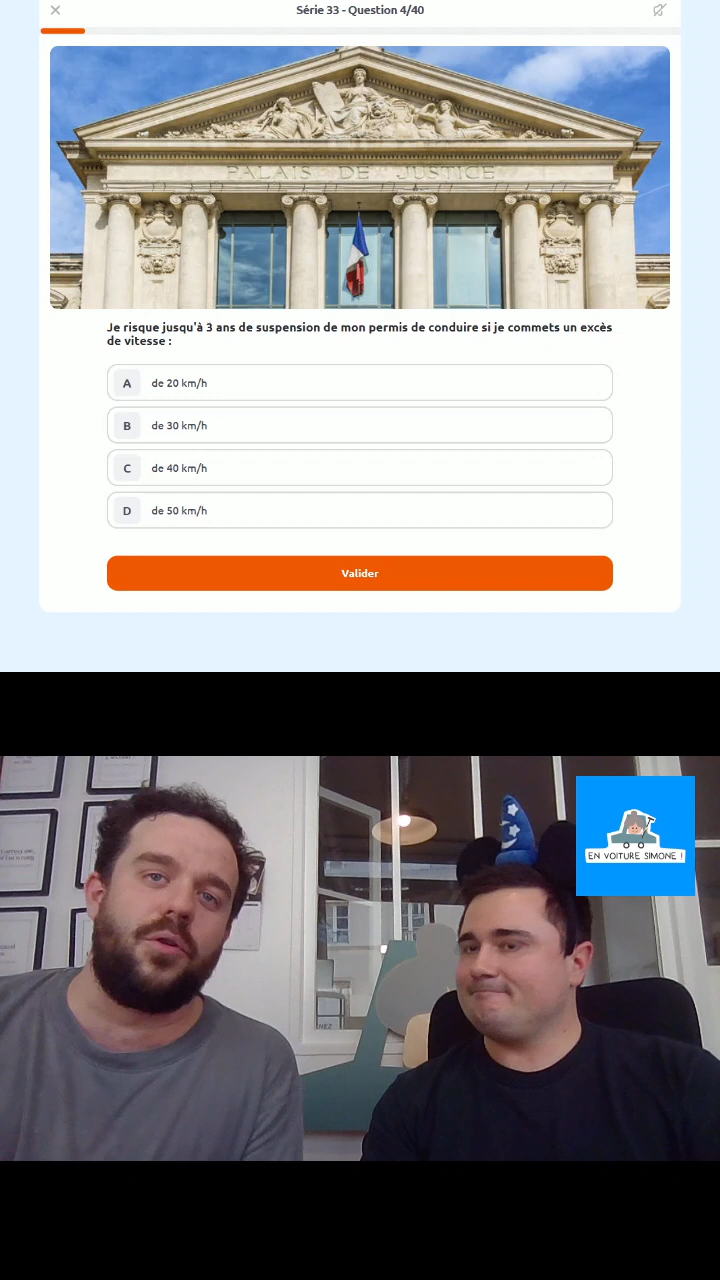 Série 33 - Question 4/40
PALAIS DE JUSTICE
Je risque jusqu'à 3 ans de suspension de mon permis de conduire si je commets un excès
de vitesse :
A de 20 km/h
B de 30 km/h
C de 40 km/h
D de 50 km/h
Valider
EN VOITURE SIMONE !